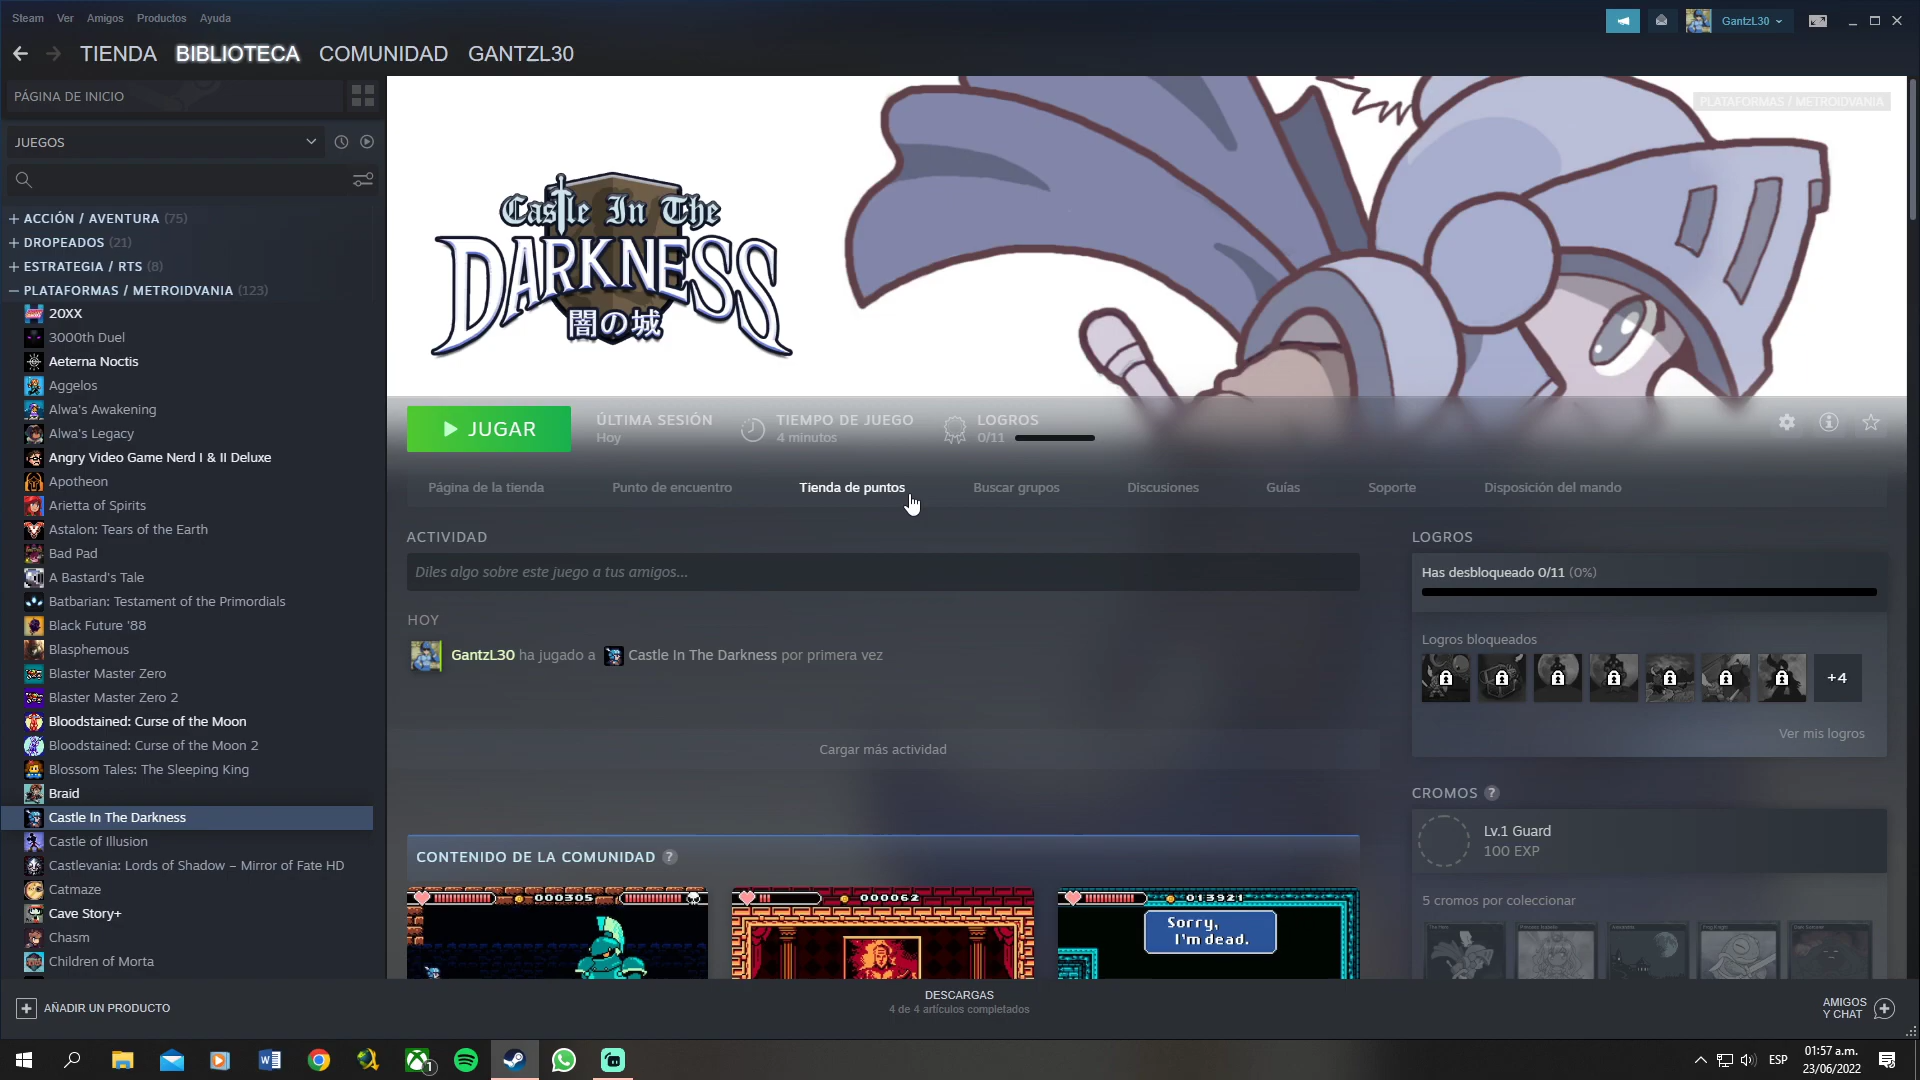 Steam Ver Amigos Productos Ayuda
GantzL30
TIENDA BIBLIOTECA COMUNIDAD GANTZL30
PÁGINA DE INICIO
JUEGOS
+ ACCIÓN / AVENTURA (75)
+ DROPEADOS (21)
+ ESTRATEGIA / RTS (8)
− PLATAFORMAS / METROIDVANIA (123)
20XX
3000th Duel
Aeterna Noctis
Aggelos
Alwa's Awakening
Alwa's Legacy
Angry Video Game Nerd I & II Deluxe
Apotheon
Arietta of Spirits
Astalon: Tears of the Earth
Bad Pad
A Bastard's Tale
Batbarian: Testament of the Primordials
Black Future '88
Blasphemous
Blaster Master Zero
Blaster Master Zero 2
Bloodstained: Curse of the Moon
Bloodstained: Curse of the Moon 2
Blossom Tales: The Sleeping King
Braid
Castle In The Darkness
Castle of Illusion
Castlevania: Lords of Shadow – Mirror of Fate HD
Catmaze
Cave Story+
Chasm
Children of Morta
PLATAFORMAS / METROIDVANIA
Castle In The
DARKNESS
闇の城
JUGAR
ÚLTIMA SESIÓN
Hoy
TIEMPO DE JUEGO
4 minutos
LOGROS
0/11
Página de la tienda Punto de encuentro Tienda de puntos Buscar grupos Discusiones Guías Soporte Disposición del mando
ACTIVIDAD
Diles algo sobre este juego a tus amigos...
HOY
GantzL30 ha jugado a Castle In The Darkness por primera vez
Cargar más actividad
CONTENIDO DE LA COMUNIDAD ?
000305
000062
013921
Sorry,
I'm dead.
LOGROS
Has desbloqueado 0/11 (0%)
Logros bloqueados
+4
Ver mis logros
CROMOS ?
Lv.1 Guard
100 EXP
5 cromos por coleccionar
AÑADIR UN PRODUCTO
DESCARGAS
4 de 4 artículos completados
AMIGOS
Y CHAT
1
ESP
01:57 a.m.
23/06/2022